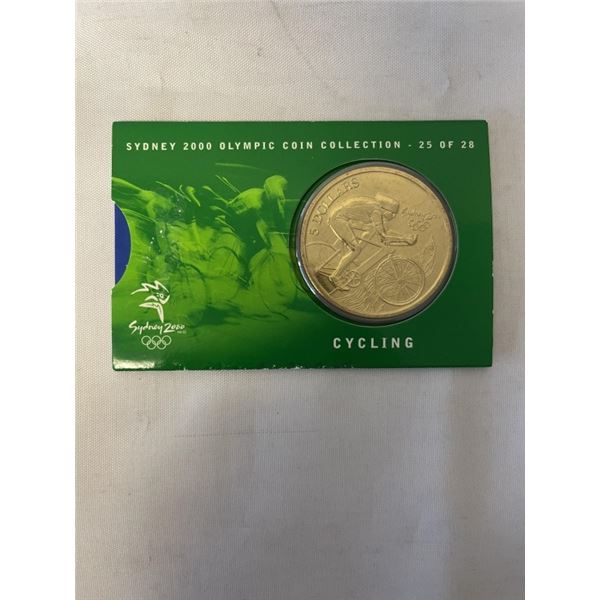 SYDNEY 2000 OLYMPIC COIN COLLECTION - 25 OF 28
5 DOLLARS
Sydney 2000
CYCLING